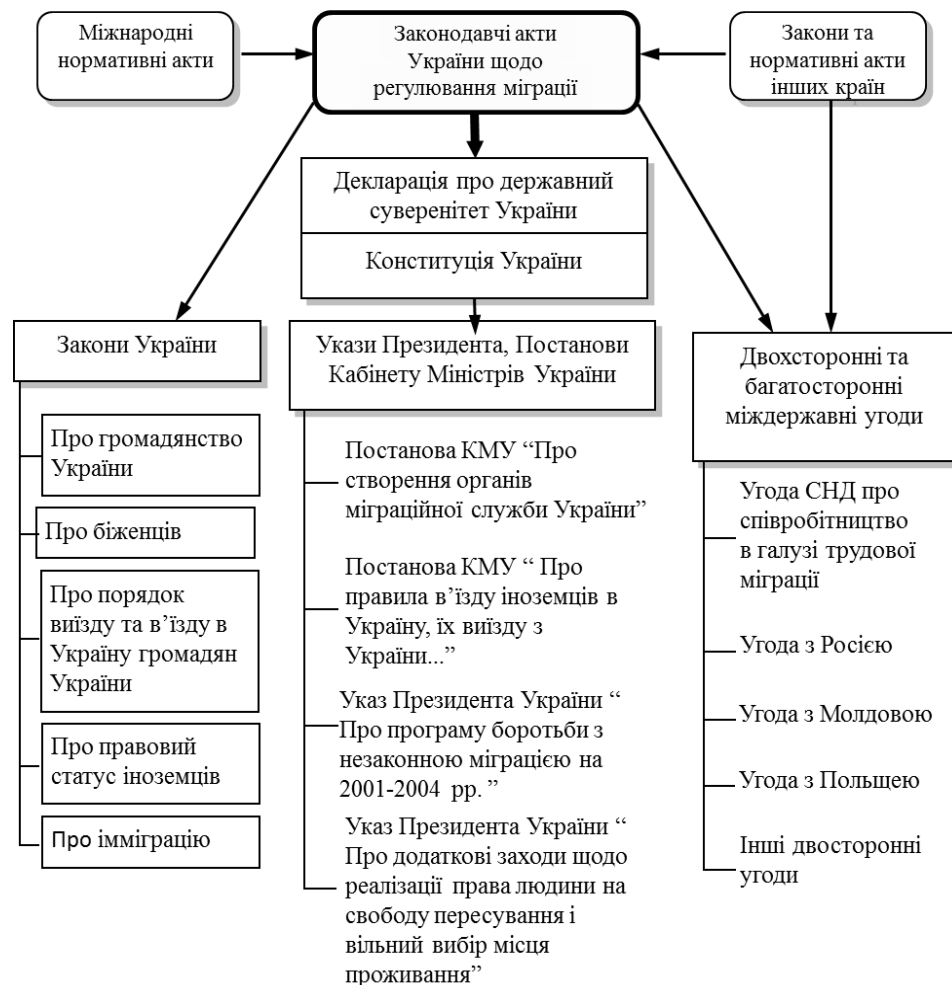 Міжнародні
нормативні акти
Законодавчі акти
України щодо
регулювання міграції
Закони та
нормативні акти
інших країн
Декларація про державний
суверенітет України
Конституція України
Закони України
Укази Президента, Постанови
Кабінету Міністрів України
Двохсторонні та
багатосторонні
міждержавні угоди
Про громадянство
України
Про біженців
Про порядок
виїзду та в’їзду в
Україну громадян
України
Про правовий
статус іноземців
Про імміграцію
Постанова КМУ “Про
створення органів
міграційної служби України”
Постанова КМУ “ Про
правила в’їзду іноземців в
Україну, їх виїзду з
України...”
Указ Президента України “
Про програму боротьби з
незаконною міграцією на
2001-2004 рр. ”
Указ Президента України “
Про додаткові заходи щодо
реалізації права людини на
свободу пересування і
вільний вибір місця
проживання”
Угода СНД про
співробітництво
в галузі трудової
міграції
Угода з Росією
Угода з Молдовою
Угода з Польщею
Інші двосторонні
угоди